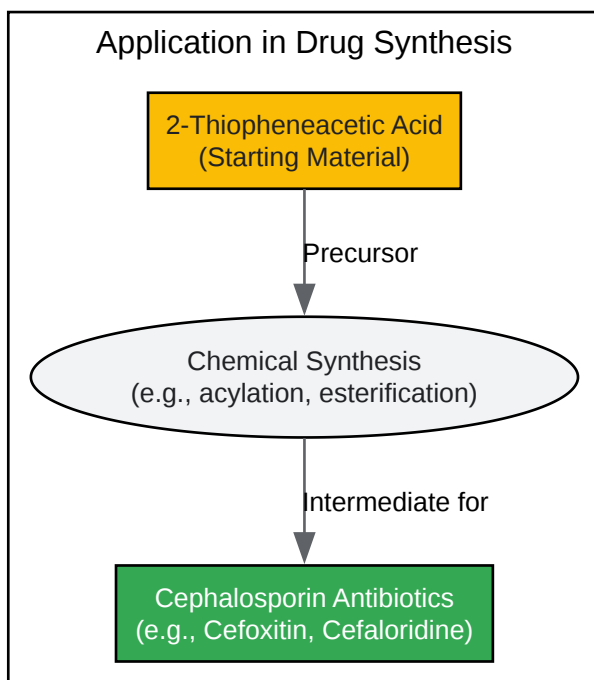 Application in Drug Synthesis
2-Thiopheneacetic Acid
(Starting Material)
Precursor
Chemical Synthesis
(e.g., acylation, esterification)
Intermediate for
Cephalosporin Antibiotics
(e.g., Cefoxitin, Cefaloridine)